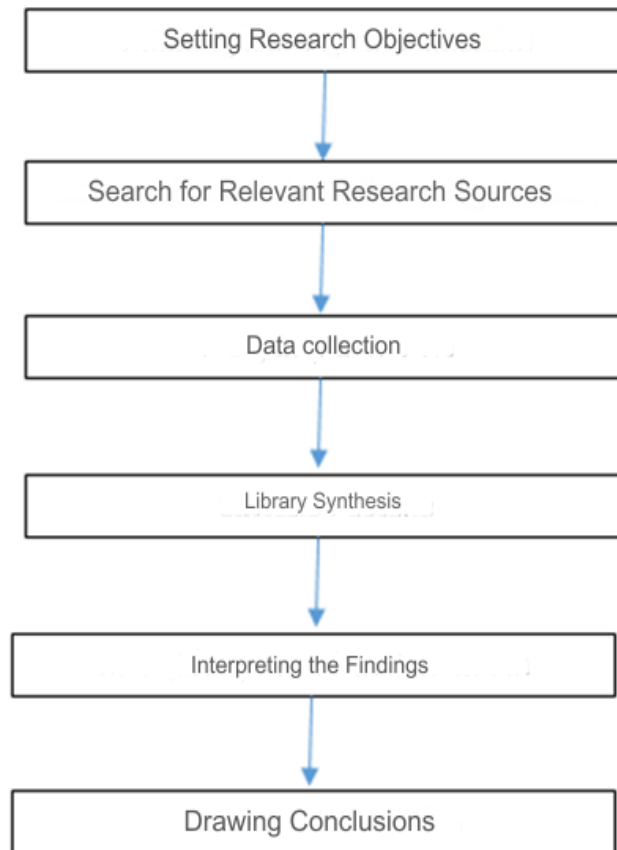 Setting Research Objectives
Search for Relevant Research Sources
Data collection
Library Synthesis
Interpreting the Findings
Drawing Conclusions